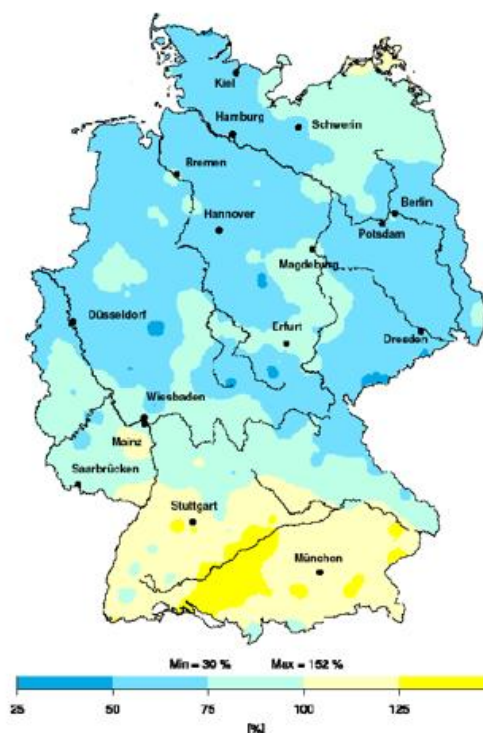 Kiel
Hamburg
Schwerin
Bremen
Berlin
Hannover
Potsdam
Magdeburg
Düsseldorf
Erfurt
Dresden
Wiesbaden
Mainz
Saarbrücken
Stuttgart
München
Min = 30 % Max = 152 %
25 50 75 100 125
[%]